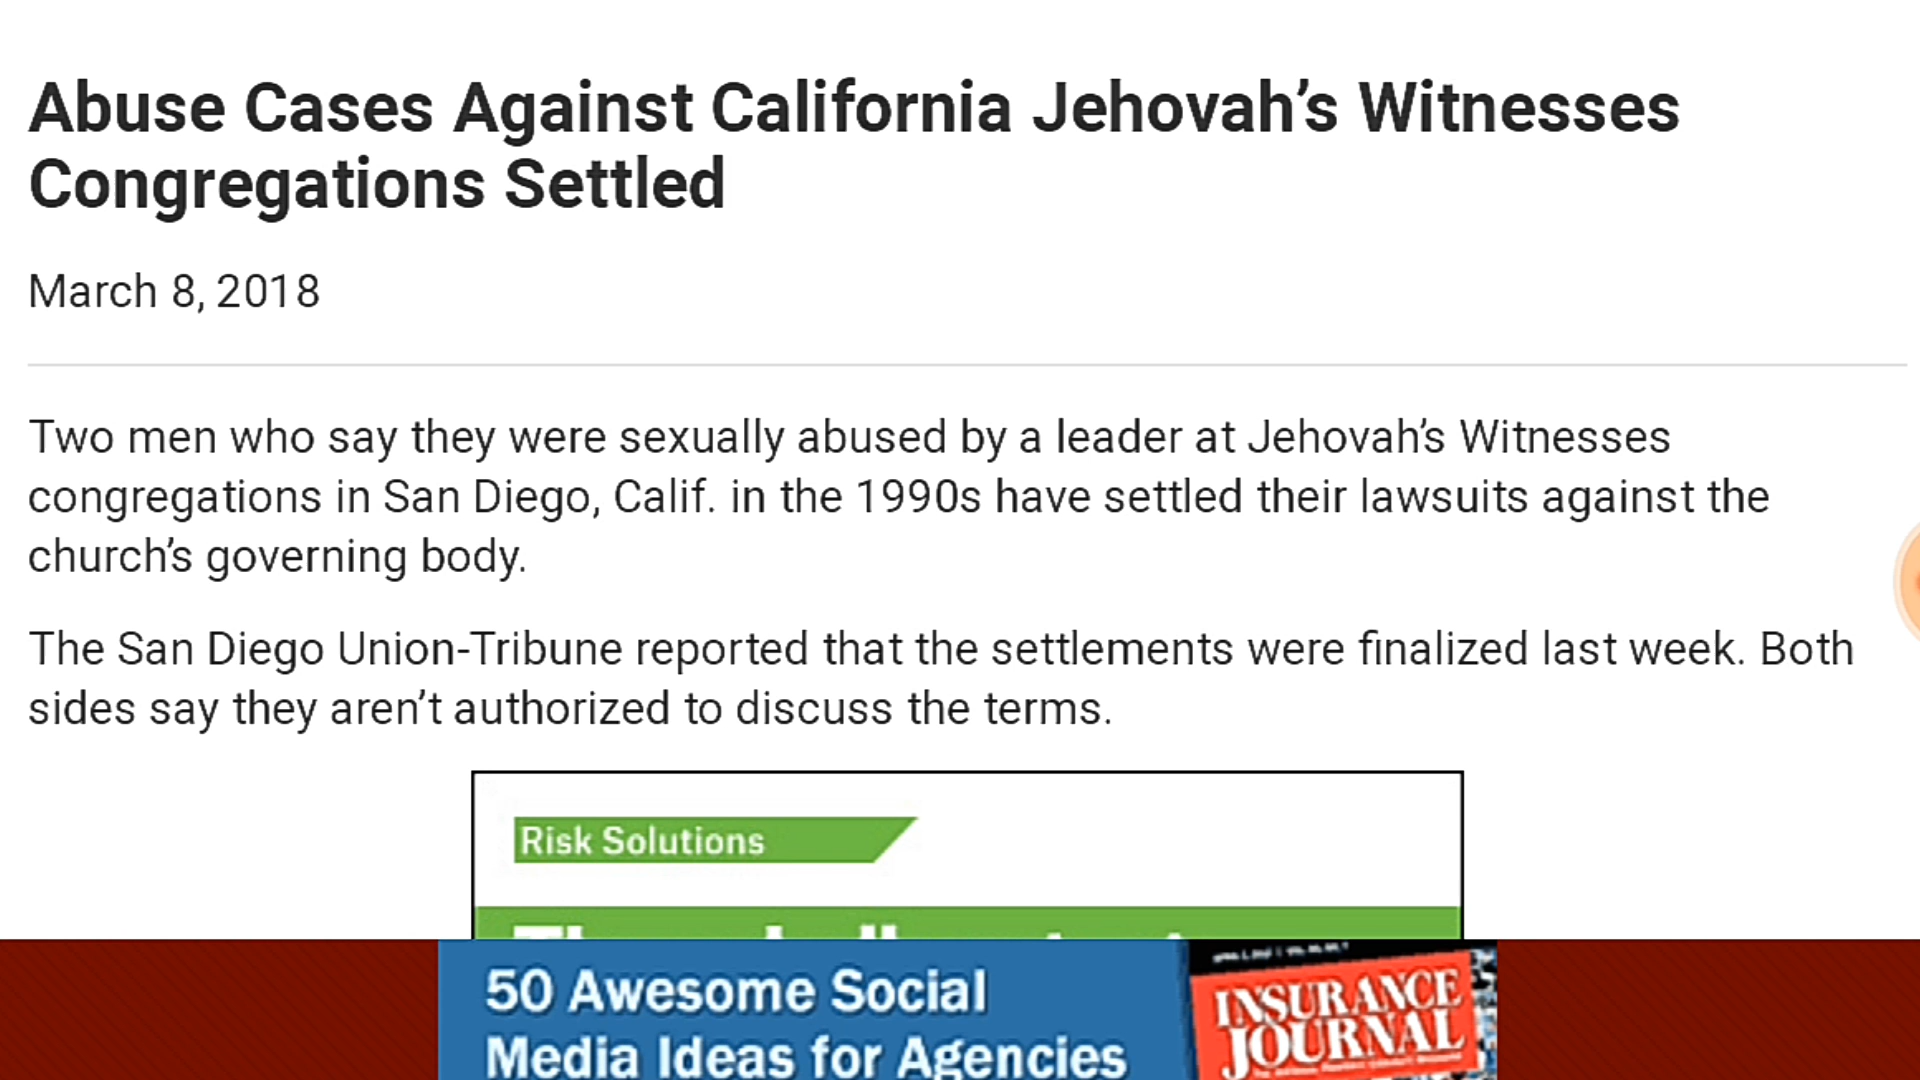 Abuse Cases Against California Jehovah’s Witnesses
Congregations Settled
March 8, 2018
Two men who say they were sexually abused by a leader at Jehovah’s Witnesses
congregations in San Diego, Calif. in the 1990s have settled their lawsuits against the
church’s governing body.
The San Diego Union-Tribune reported that the settlements were finalized last week. Both
sides say they aren’t authorized to discuss the terms.
Risk Solutions
50 Awesome Social
Media Ideas for Agencies
INSURANCE
JOURNAL